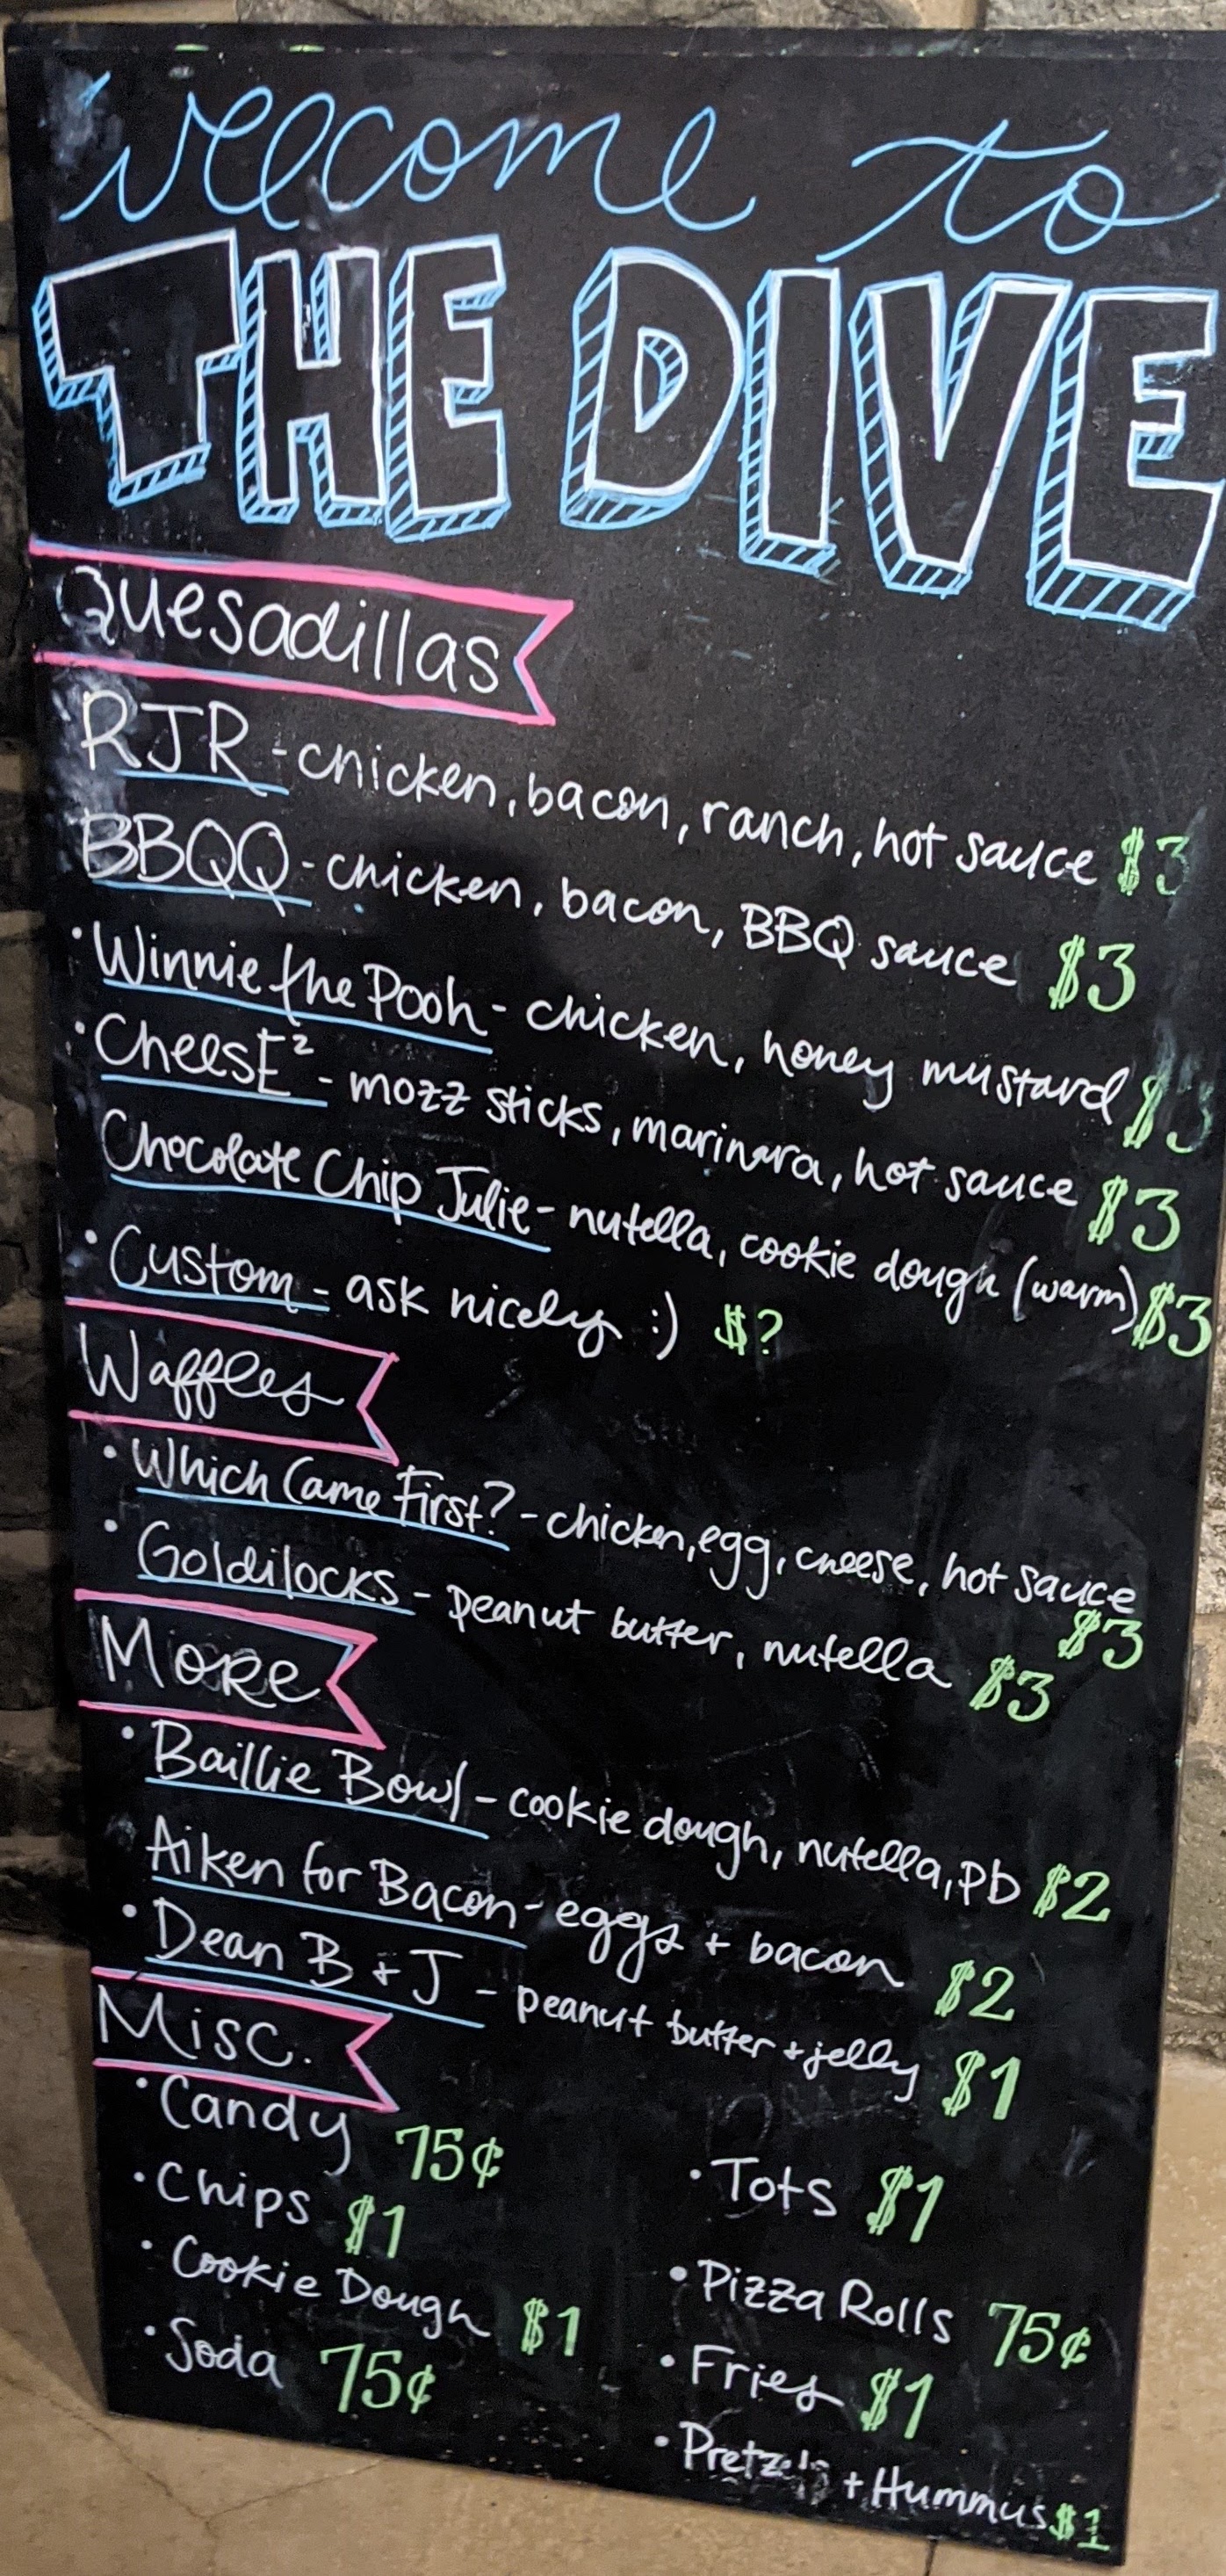 welcome to
THE DIVE
Quesadillas
RJR - chicken, bacon, ranch, hot sauce $3
BBQQ - chicken, bacon, BBQ sauce $3
• Winnie the Pooh - chicken, honey mustard $3
• CheesE² - mozz sticks, marinara, hot sauce $3
Chocolate Chip Julie - nutella, cookie dough (warm) $3
• Custom - ask nicely :) $?
Waffles
• Which Came First? - chicken, egg, cheese, hot sauce
$3
• Goldilocks - peanut butter, nutella $3
More
• Baillie Bowl - cookie dough, nutella, pb $2
Aiken for Bacon - eggs + bacon $2
• Dean B + J - peanut butter + jelly $1
Misc.
• Candy 75¢
• Chips $1
• Cookie Dough $1
• Soda 75¢
• Tots $1
• Pizza Rolls 75¢
• Fries $1
• Pretzels + Hummus $1